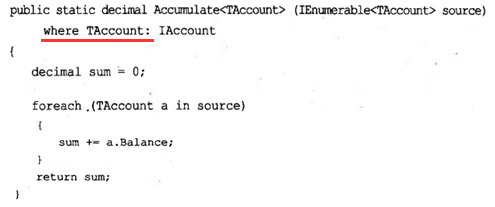 public static decimal Accumulate<TAccount> (IEnumerable<TAccount> source)
where TAccount: IAccount
{
decimal sum = 0;
foreach (TAccount a in source)
{
sum += a.Balance;
}
return sum;
}